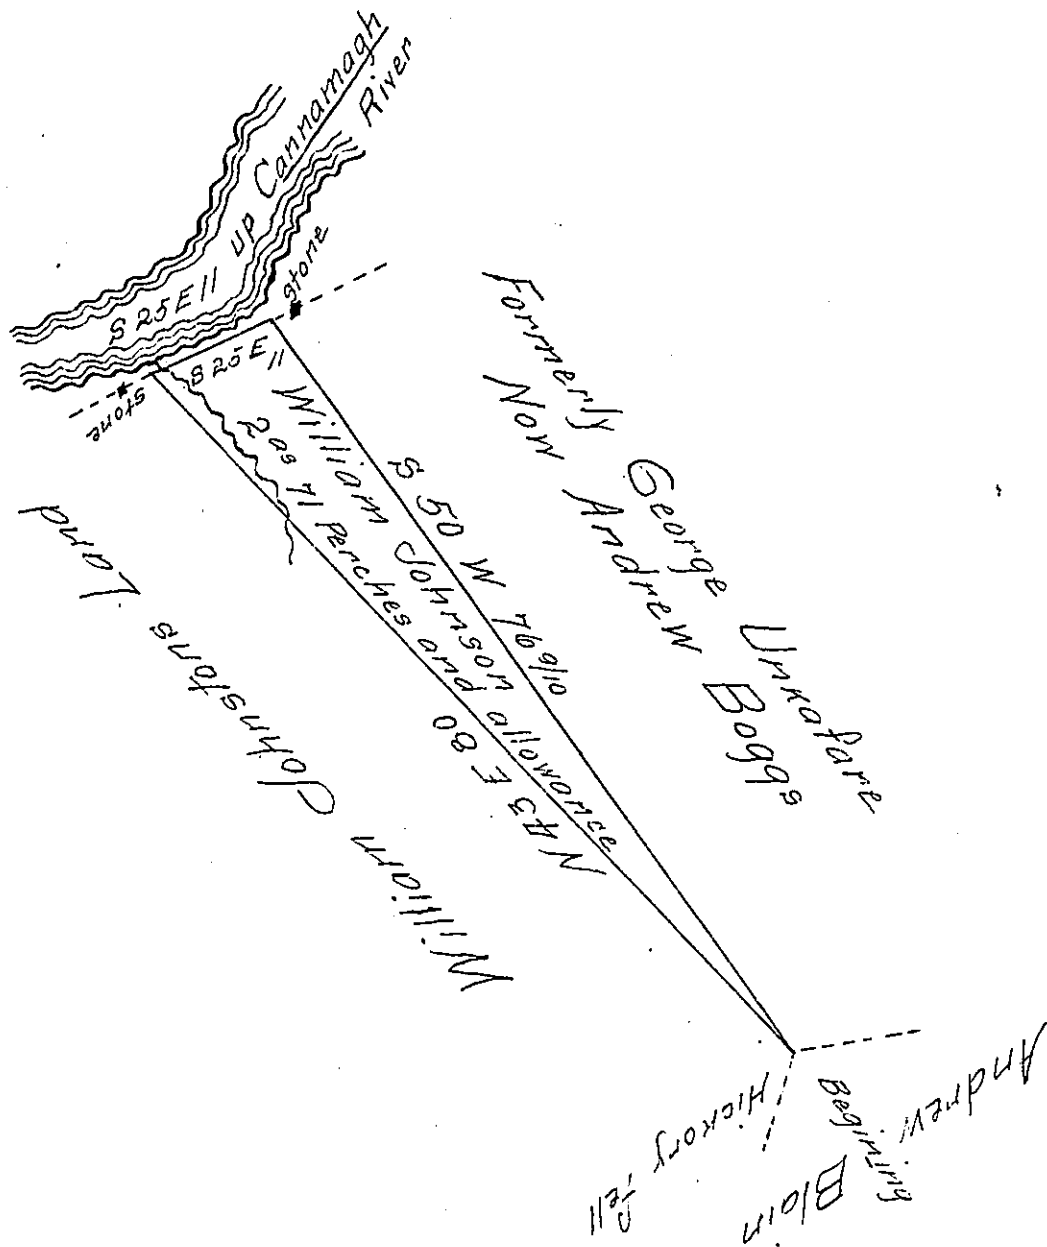 Cannamagh
River
up
S 25 E 11
stone
S 25 E 11
stone
William Johnson
2 as 71 Perches and allowance
S 50 W 76 9/10
N 43 E 80
Formerly George Unkafare
Now Andrew Boggs
William Johnstons Land
Hickory fell
Beginning
Andrew Blain